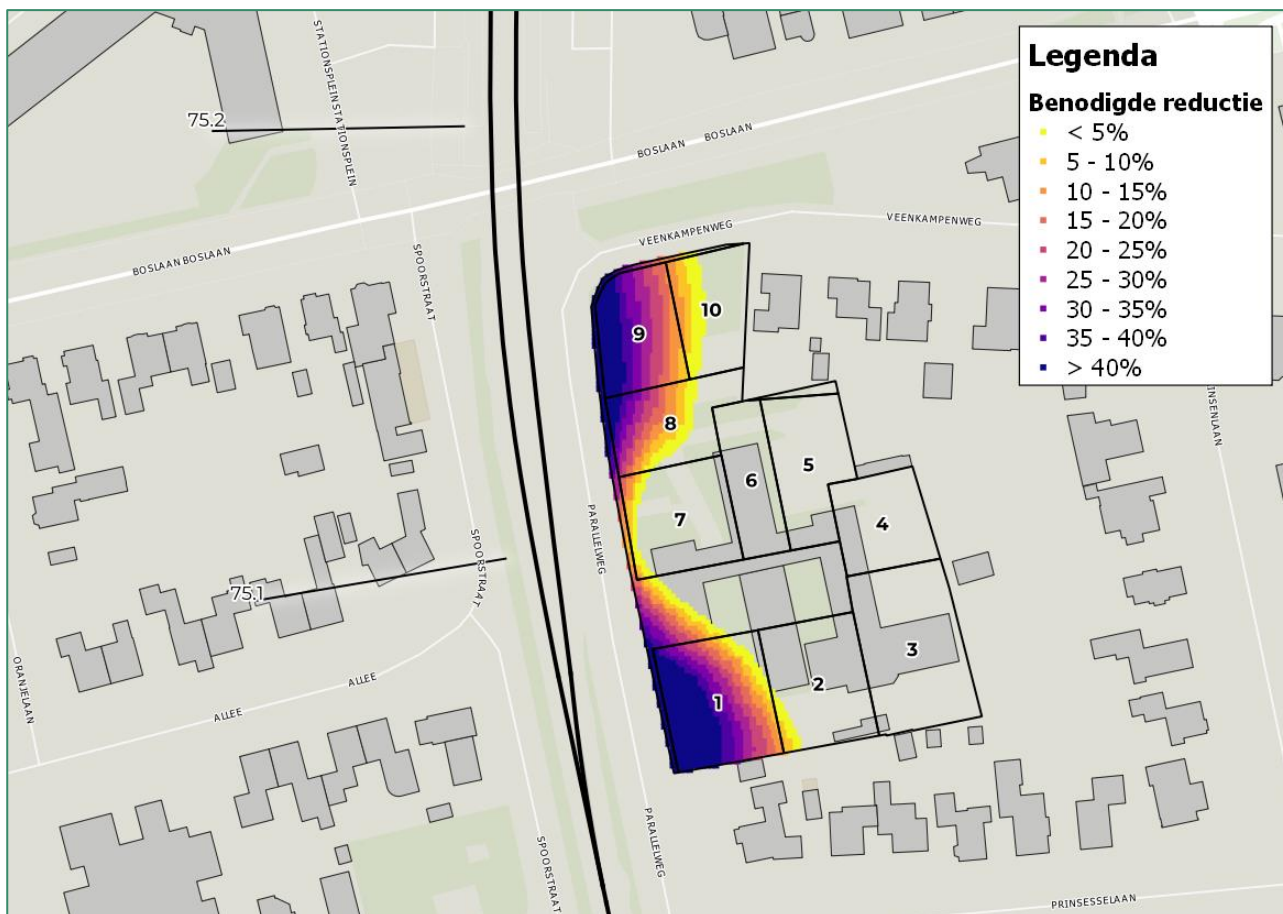 Legenda
Benodigde reductie
< 5%
5 - 10%
10 - 15%
15 - 20%
20 - 25%
25 - 30%
30 - 35%
35 - 40%
> 40%
STATIONSPLEINSTATIONSPLEIN
75.2
BOSLAAN BOSLAAN
VEENKAMPENWEG
VEENKAMPENWEG
BOSLAAN BOSLAAN
SPOORSTRAAT
10
9
8
INSENLAAN
5
6
7
4
PARALLELWEG
SPOORSTRAAT
75.1
3
2
1
ORANJELAAN
ALLEE
ALLEE
PARALLELWEG
SPOORSTRAAT
PRINSESSELAAN